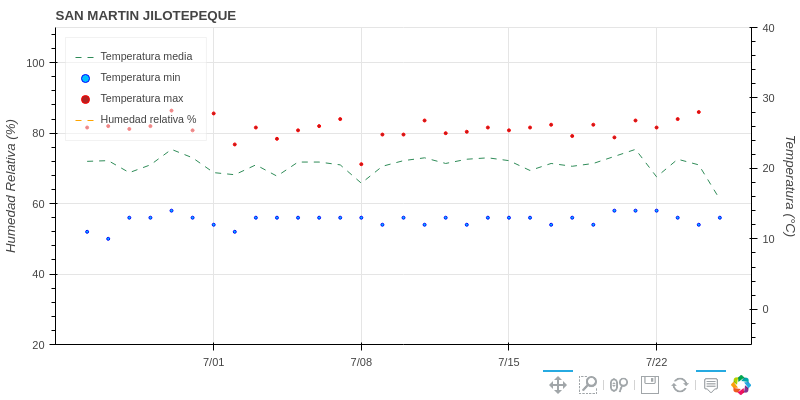 SAN MARTIN JILOTEPEQUE
Temperatura media
Temperatura min
Temperatura max
Humedad relativa %
Humedad Relativa (%)
100
80
60
40
20
Temperatura (°C)
40
30
20
10
0
7/01
7/08
7/15
7/22